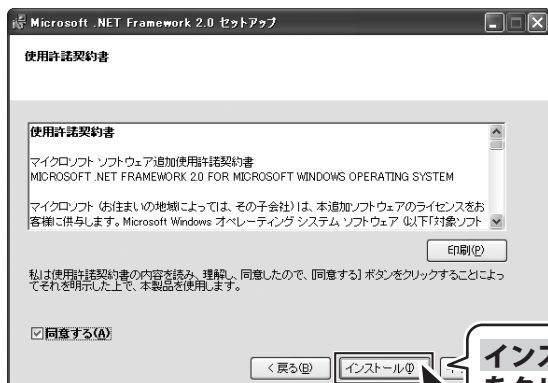 Microsoft .NET Framework 2.0 セットアップ
使用許諾契約書
使用許諾契約書
マイクロソフト ソフトウェア追加使用許諾契約書
MICROSOFT .NET FRAMEWORK 2.0 FOR MICROSOFT WINDOWS OPERATING SYSTEM
マイクロソフト (お住まいの地域によっては、その子会社) は、本追加ソフトウェアのライセンスをお
客様に供与します。Microsoft Windows オペレーティング システム ソフトウェア (以下「対象ソフト
印刷(P)
私は使用許諾契約書の内容を読み、理解し、同意したので、[同意する] ボタンをクリックすることによっ
てそれを明示した上で、本製品を使用します。
同意する(A)
< 戻る(B)
インストール(I)
インス